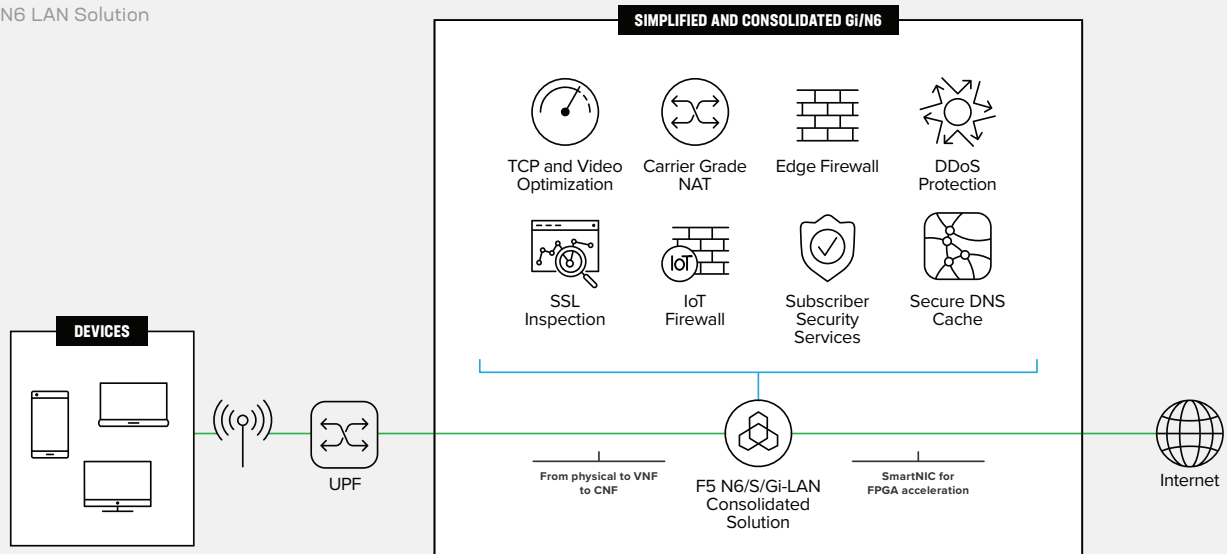 N6 LAN Solution
SIMPLIFIED AND CONSOLIDATED Gi/N6
TCP and Video
Optimization
Carrier Grade
NAT
Edge Firewall
DDoS
Protection
SSL
Inspection
IoT
IoT
Firewall
Subscriber
Security
Services
Secure DNS
Cache
DEVICES
UPF
From physical to VNF
to CNF
F5 N6/S/Gi-LAN
Consolidated
Solution
SmartNIC for
FPGA acceleration
Internet